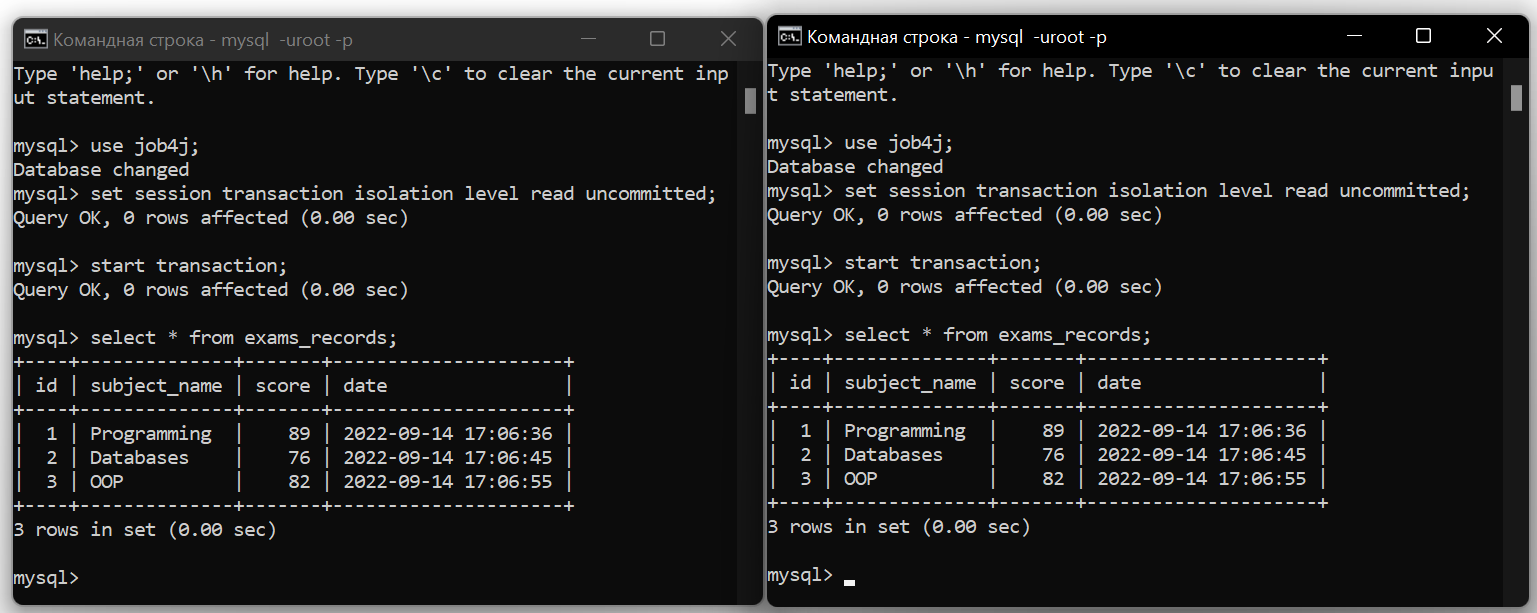 Командная строка - mysql  -uroot -p
Type 'help;' or '\h' for help. Type '\c' to clear the current inp
ut statement.
mysql> use job4j;
Database changed
mysql> set session transaction isolation level read uncommitted;
Query OK, 0 rows affected (0.00 sec)
mysql> start transaction;
Query OK, 0 rows affected (0.00 sec)
mysql> select * from exams_records;
+----+--------------+-------+---------------------+
| id | subject_name | score | date                |
+----+--------------+-------+---------------------+
|  1 | Programming  |    89 | 2022-09-14 17:06:36 |
|  2 | Databases    |    76 | 2022-09-14 17:06:45 |
|  3 | OOP          |    82 | 2022-09-14 17:06:55 |
+----+--------------+-------+---------------------+
3 rows in set (0.00 sec)
mysql>
Командная строка - mysql  -uroot -p
Type 'help;' or '\h' for help. Type '\c' to clear the current inpu
t statement.
mysql> use job4j;
Database changed
mysql> set session transaction isolation level read uncommitted;
Query OK, 0 rows affected (0.00 sec)
mysql> start transaction;
Query OK, 0 rows affected (0.00 sec)
mysql> select * from exams_records;
+----+--------------+-------+---------------------+
| id | subject_name | score | date                |
+----+--------------+-------+---------------------+
|  1 | Programming  |    89 | 2022-09-14 17:06:36 |
|  2 | Databases    |    76 | 2022-09-14 17:06:45 |
|  3 | OOP          |    82 | 2022-09-14 17:06:55 |
+----+--------------+-------+---------------------+
3 rows in set (0.00 sec)
mysql>